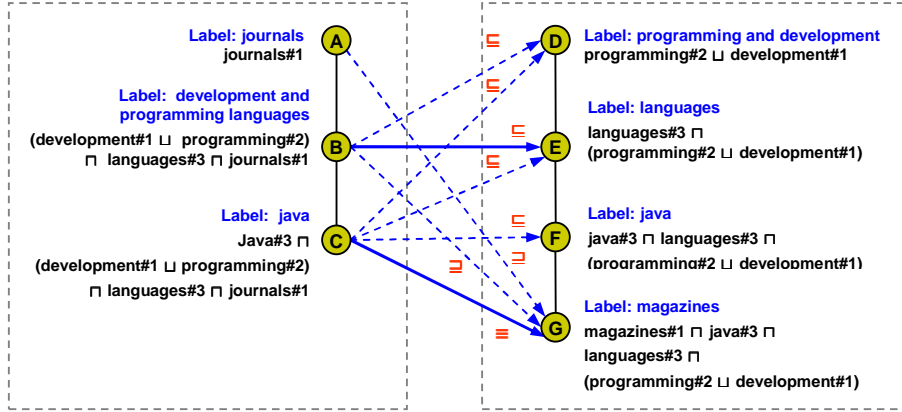 Label: journals
journals#1
A
Label: development and
programming languages
(development#1 ⊔ programming#2)
⊓ languages#3 ⊓ journals#1
B
Label: java
Java#3 ⊓
(development#1 ⊔ programming#2)
⊓ languages#3 ⊓ journals#1
C
⊑
⊑
⊑
⊑
⊑
⊒
⊒
≡
D
Label: programming and development
programming#2 ⊔ development#1
E
Label: languages
languages#3 ⊓
(programming#2 ⊔ development#1)
F
Label: java
java#3 ⊓ languages#3 ⊓
(programming#2 ⊔ development#1)
G
Label: magazines
magazines#1 ⊓ java#3 ⊓
languages#3 ⊓
(programming#2 ⊔ development#1)